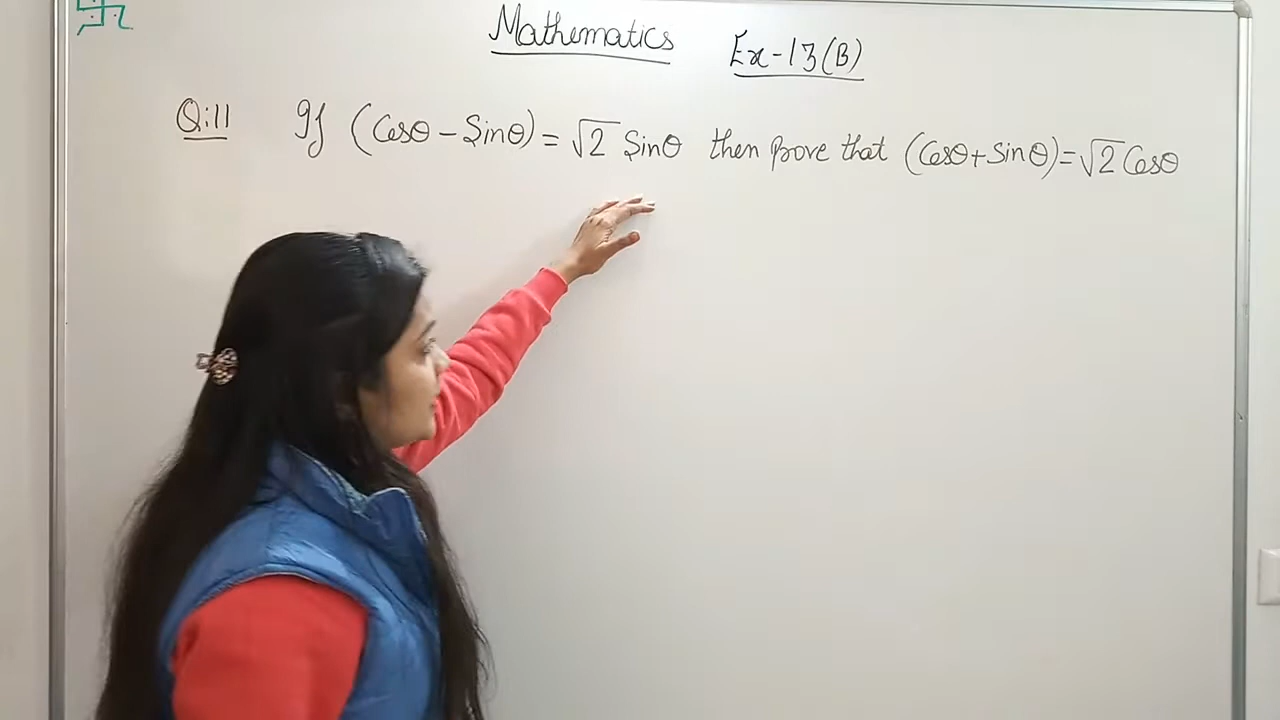 Mathematics Ex-13(B)
Q:11 If (Cosθ - Sinθ) = √2 Sinθ then prove that (Cosθ + Sinθ) = √2 Cosθ